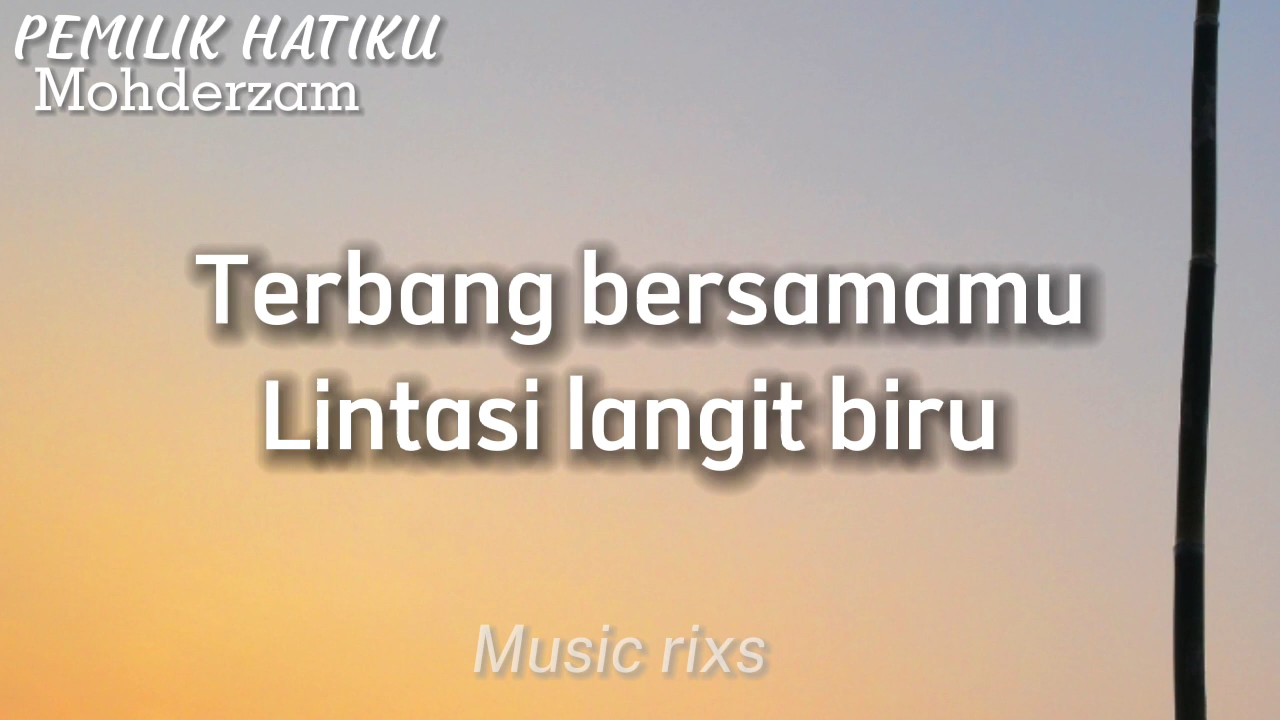 PEMILIK HATIKU
Mohderzam
Terbang bersamamu
Lintasi langit biru
Music rixs